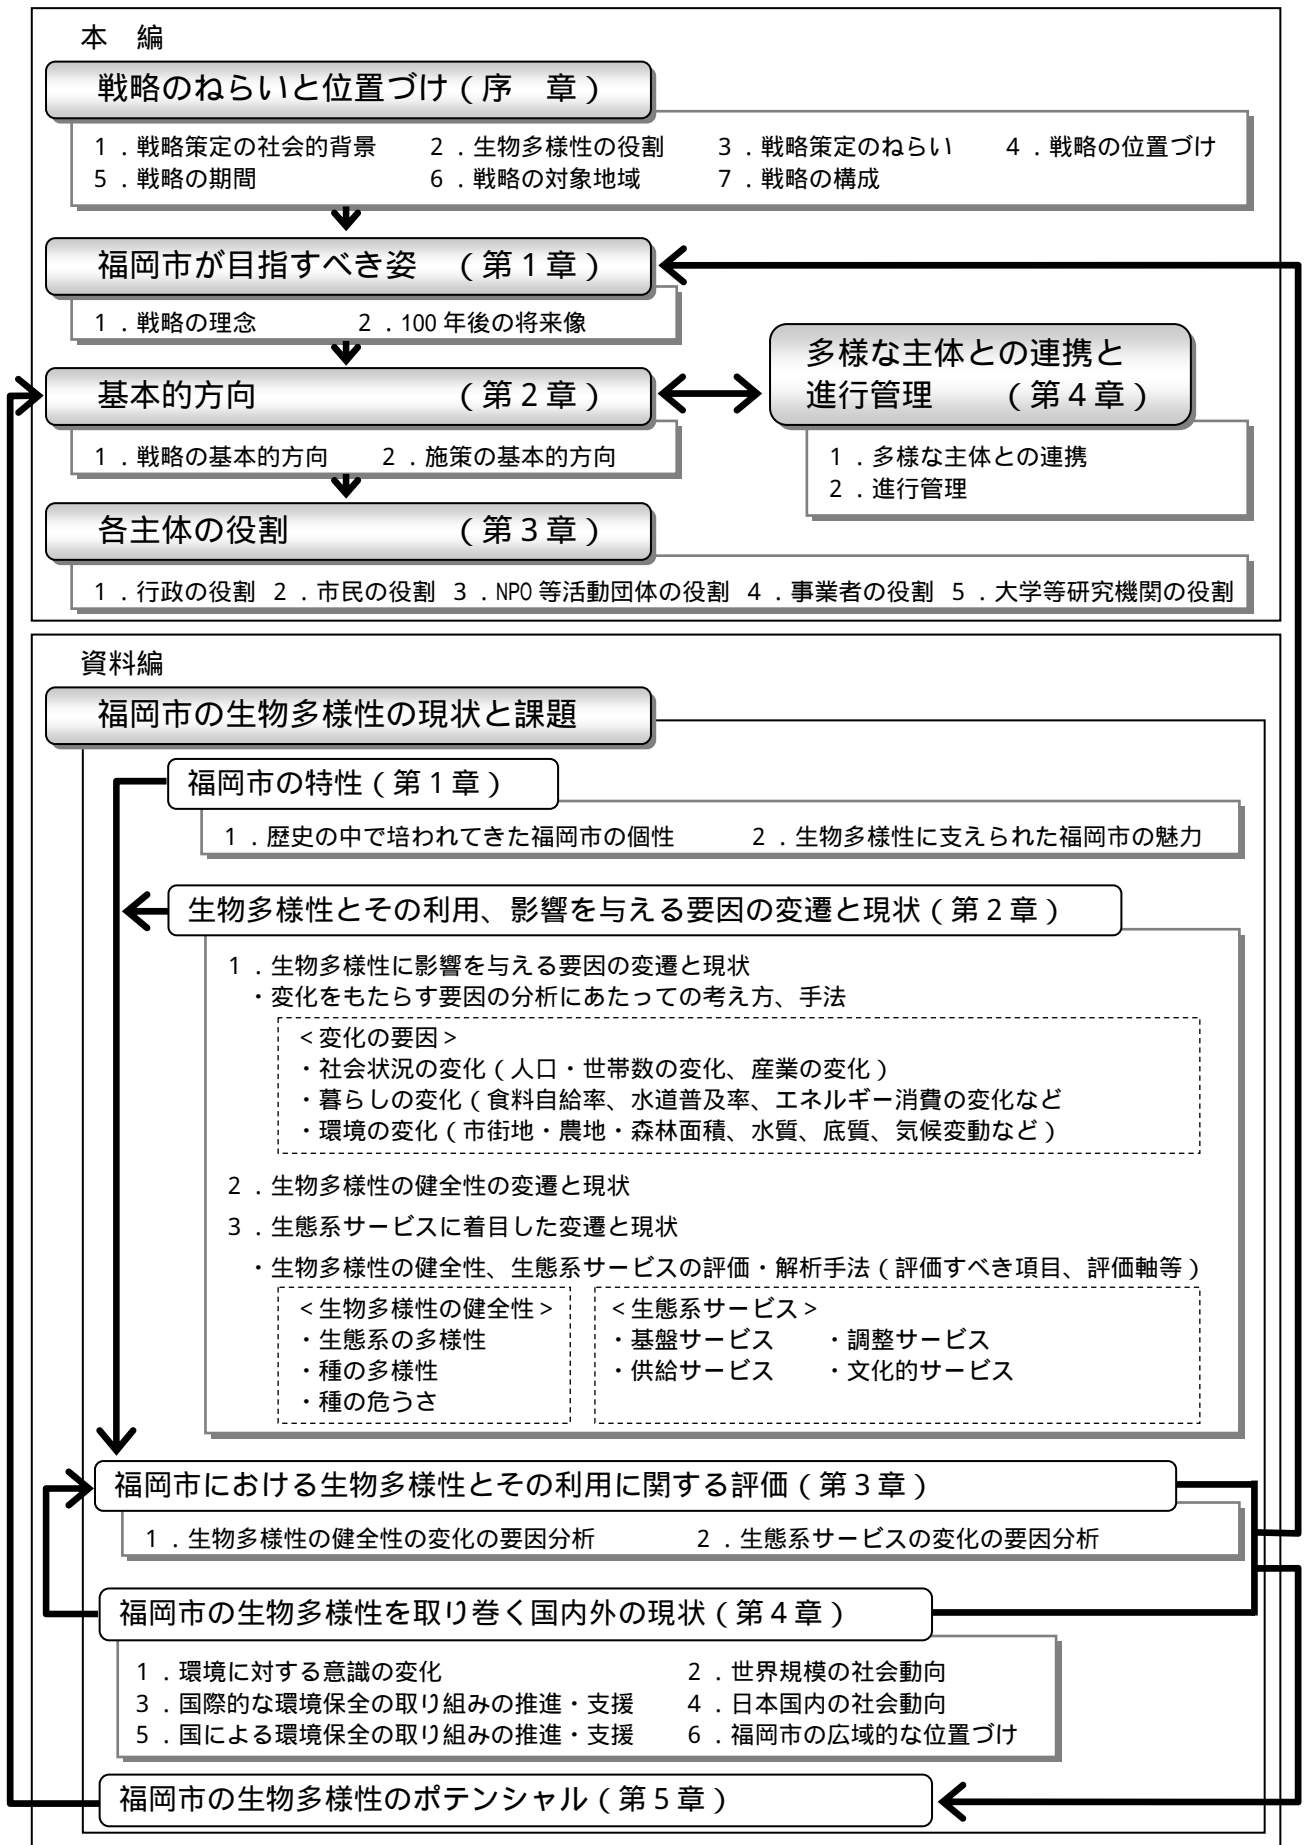 本　編
戦略のねらいと位置づけ（序　章）
１．戦略策定の社会的背景　２．生物多様性の役割　３．戦略策定のねらい　４．戦略の位置づけ
５．戦略の期間　６．戦略の対象地域　７．戦略の構成
福岡市が目指すべき姿　（第１章）
１．戦略の理念　２．100 年後の将来像
基本的方向　（第２章）
１．戦略の基本的方向　２．施策の基本的方向
多様な主体との連携と
進行管理　（第４章）
１．多様な主体との連携
２．進行管理
各主体の役割　（第３章）
１．行政の役割　２．市民の役割　３．NPO 等活動団体の役割　４．事業者の役割　５．大学等研究機関の役割
資料編
福岡市の生物多様性の現状と課題
福岡市の特性（第１章）
１．歴史の中で培われてきた福岡市の個性　２．生物多様性に支えられた福岡市の魅力
生物多様性とその利用、影響を与える要因の変遷と現状（第２章）
１．生物多様性に影響を与える要因の変遷と現状
・変化をもたらす要因の分析にあたっての考え方、手法
＜変化の要因＞
・社会状況の変化（人口・世帯数の変化、産業の変化）
・暮らしの変化（食料自給率、水道普及率、エネルギー消費の変化など
・環境の変化（市街地・農地・森林面積、水質、底質、気候変動など）
２．生物多様性の健全性の変遷と現状
３．生態系サービスに着目した変遷と現状
・生物多様性の健全性、生態系サービスの評価・解析手法（評価すべき項目、評価軸等）
＜生物多様性の健全性＞
・生態系の多様性
・種の多様性
・種の危うさ
＜生態系サービス＞
・基盤サービス　・調整サービス
・供給サービス　・文化的サービス
福岡市における生物多様性とその利用に関する評価（第３章）
１．生物多様性の健全性の変化の要因分析　２．生態系サービスの変化の要因分析
福岡市の生物多様性を取り巻く国内外の現状（第４章）
１．環境に対する意識の変化　２．世界規模の社会動向
３．国際的な環境保全の取り組みの推進・支援　４．日本国内の社会動向
５．国による環境保全の取り組みの推進・支援　６．福岡市の広域的な位置づけ
福岡市の生物多様性のポテンシャル（第５章）